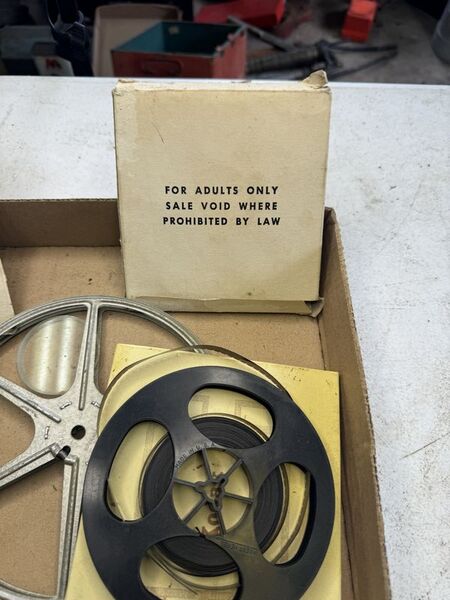 FOR ADULTS ONLY
SALE VOID WHERE
PROHIBITED BY LAW